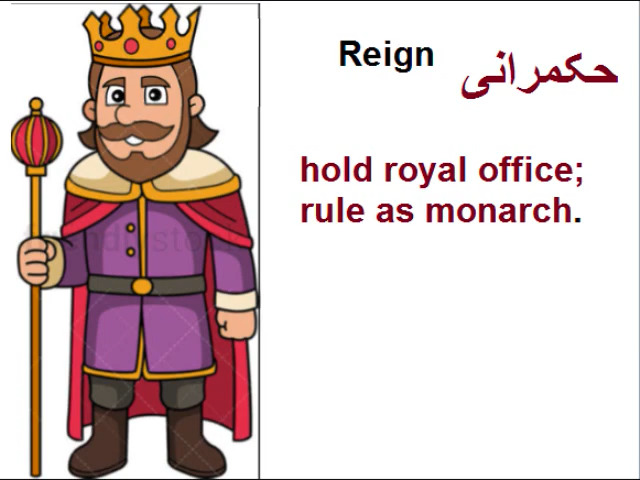 Reign
حکمرانی
hold royal office;
rule as monarch.